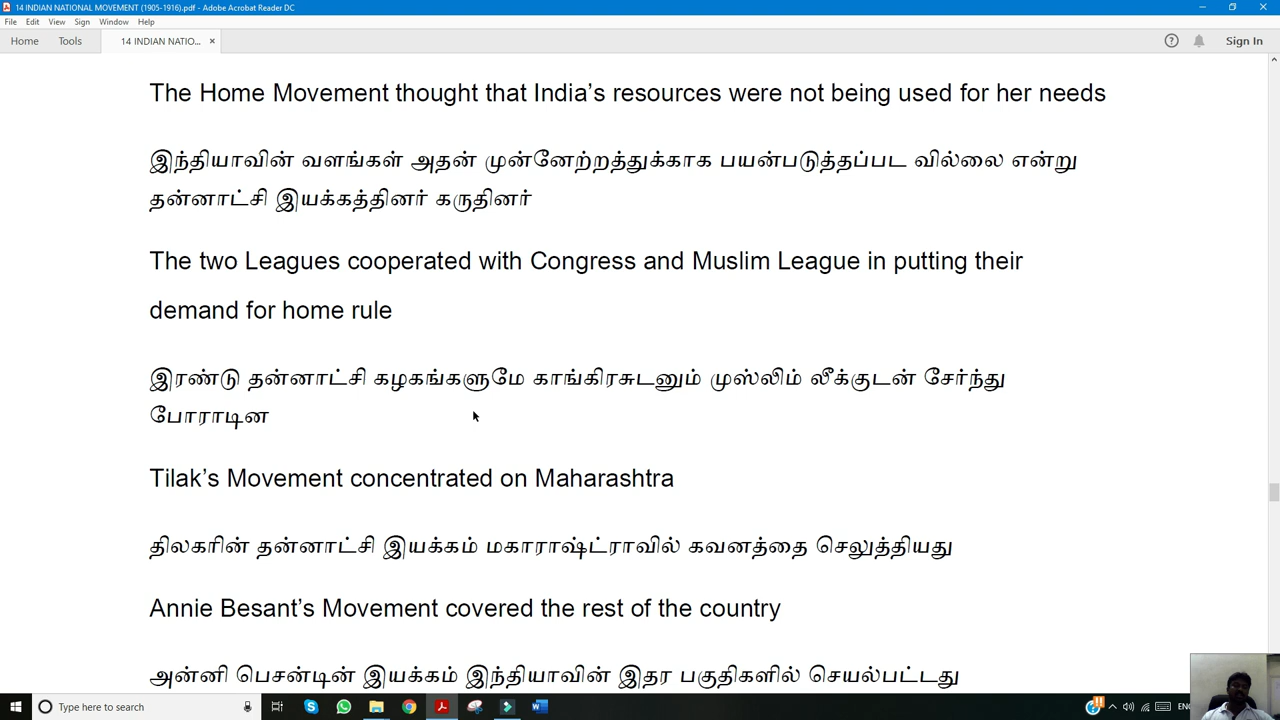 14 INDIAN NATIONAL MOVEMENT (1905-1916).pdf - Adobe Acrobat Reader DC
File Edit View Sign Window Help
Home Tools 14 INDIAN NATIO... × Sign In
The Home Movement thought that India’s resources were not being used for her needs
இந்தியாவின் வளங்கள் அதன் முன்னேற்றத்துக்காக பயன்படுத்தப்பட வில்லை என்று
தன்னாட்சி இயக்கத்தினர் கருதினர்
The two Leagues cooperated with Congress and Muslim League in putting their
demand for home rule
இரண்டு தன்னாட்சி கழகங்களுமே காங்கிரசுடனும் முஸ்லிம் லீக்குடன் சேர்ந்து
போராடின
Tilak’s Movement concentrated on Maharashtra
திலகரின் தன்னாட்சி இயக்கம் மகாராஷ்ட்ராவில் கவனத்தை செலுத்தியது
Annie Besant’s Movement covered the rest of the country
அன்னி பெசன்டின் இயக்கம் இந்தியாவின் இதர பகுதிகளில் செயல்பட்டது
Type here to search